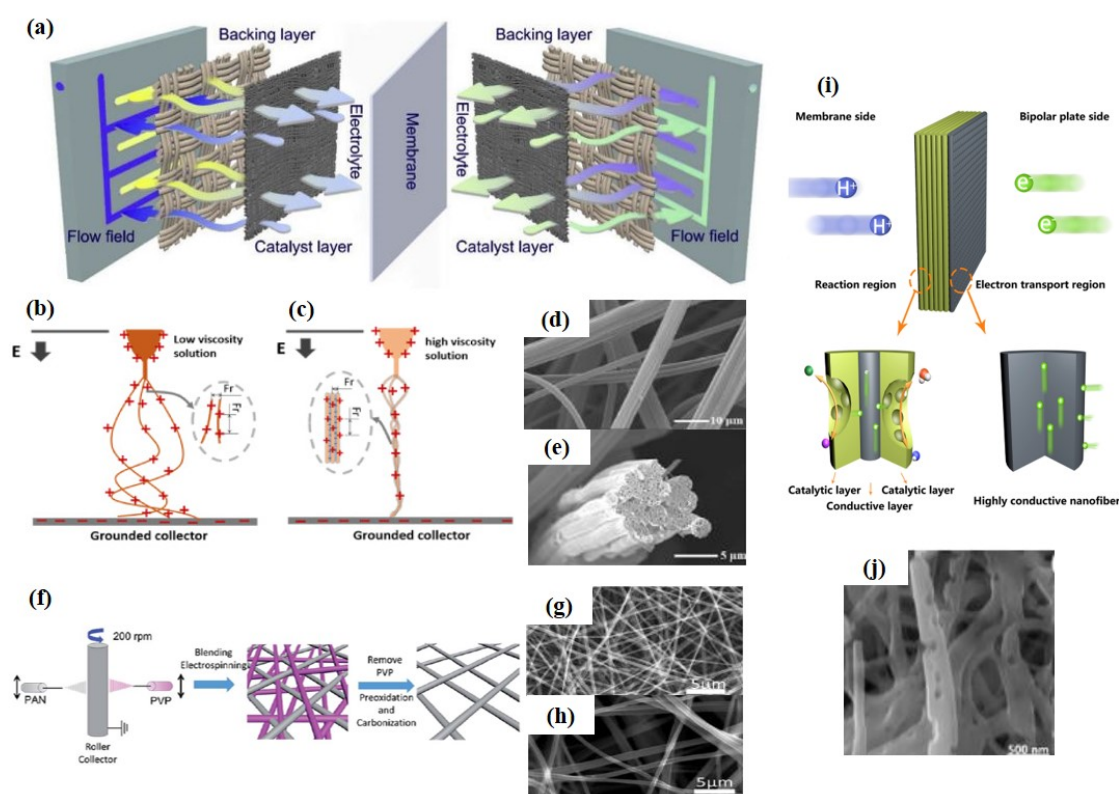 (a)
Backing layer
Backing layer
Electrolyte
Membrane
Electrolyte
Flow field
Catalyst layer
Catalyst layer
Flow field
(b)
E
Low viscosity
solution
Fr
Fr
Grounded collector
(c)
E
high viscosity
solution
Fr
Fr
Grounded collector
(d)
10 μm
(e)
5 μm
(f)
200 rpm
PAN
PVP
Roller
Collector
Blending
Electrospinning
Remove
PVP
Preoxidation
and
Carbonization
(g)
5μm
(h)
5μm
(i)
Membrane side
Bipolar plate side
H+
H+
e-
e-
Reaction region
Electron transport region
Catalytic layer
Catalytic layer
Conductive layer
Highly conductive nanofiber
(j)
500 nm